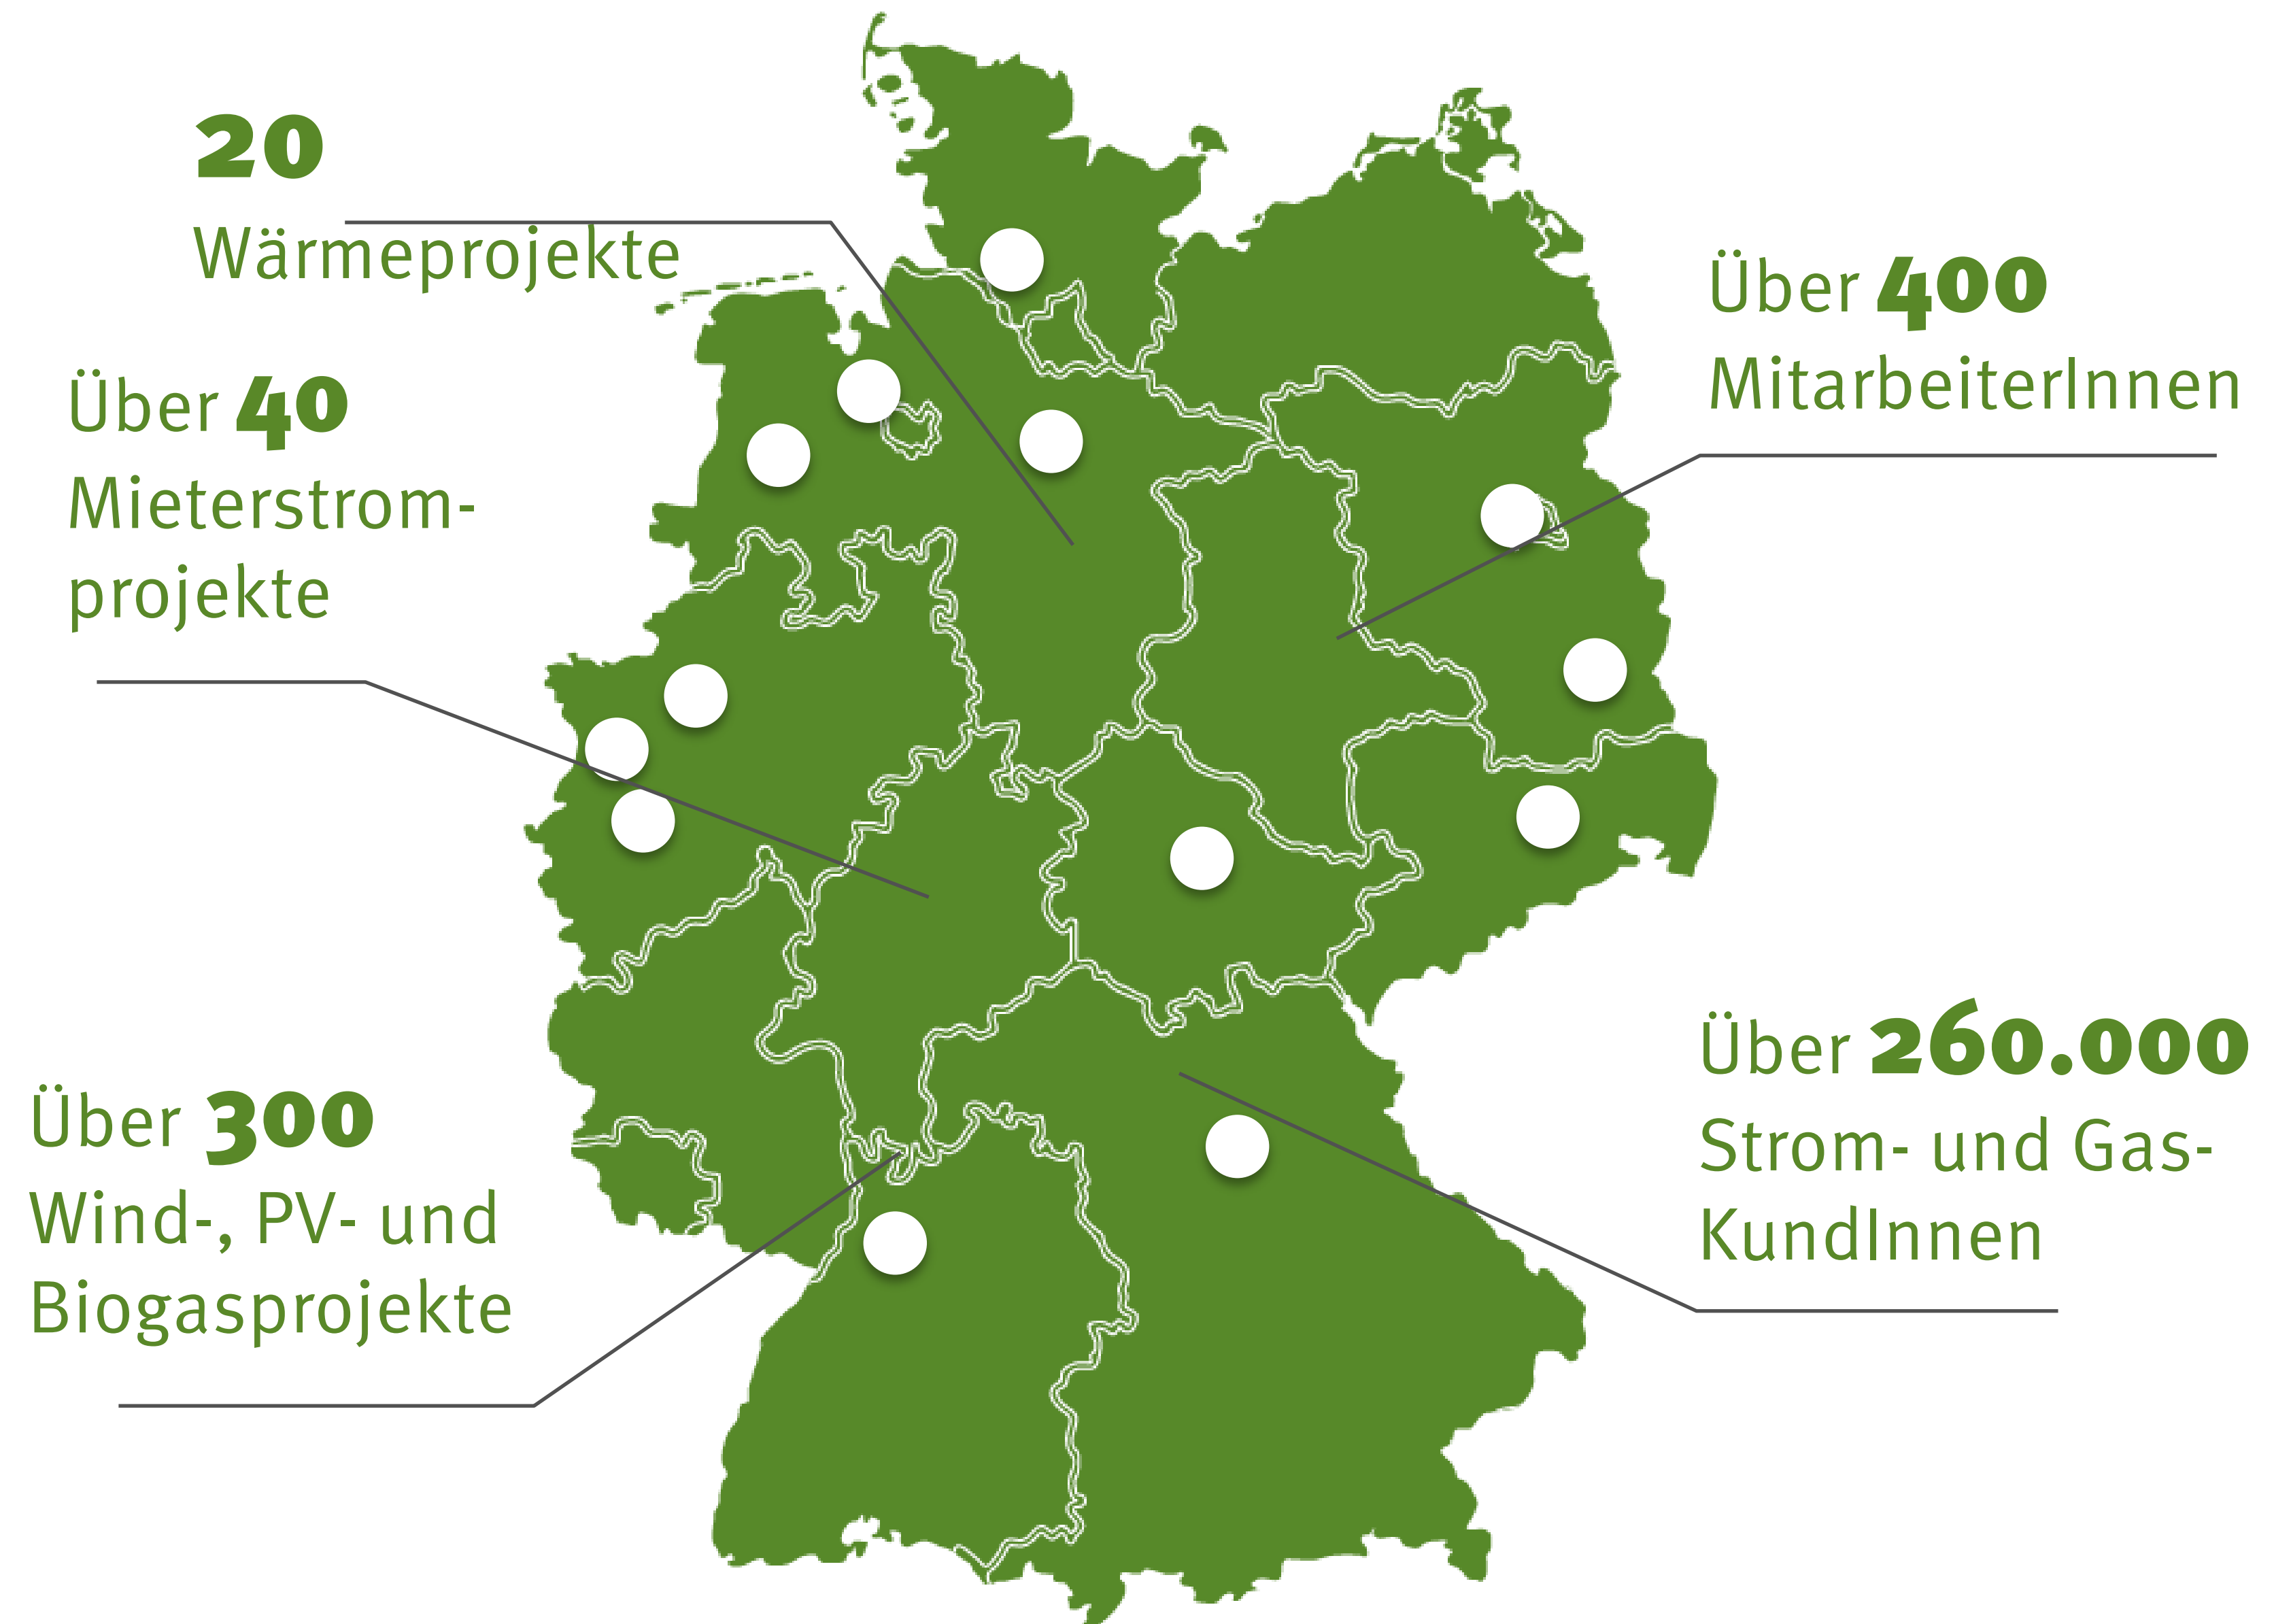 20
Wärmeprojekte
Über 40
Mieterstrom-
projekte
Über 300
Wind-, PV- und
Biogasprojekte
Über 400
MitarbeiterInnen
Über 260.000
Strom- und Gas-
KundInnen